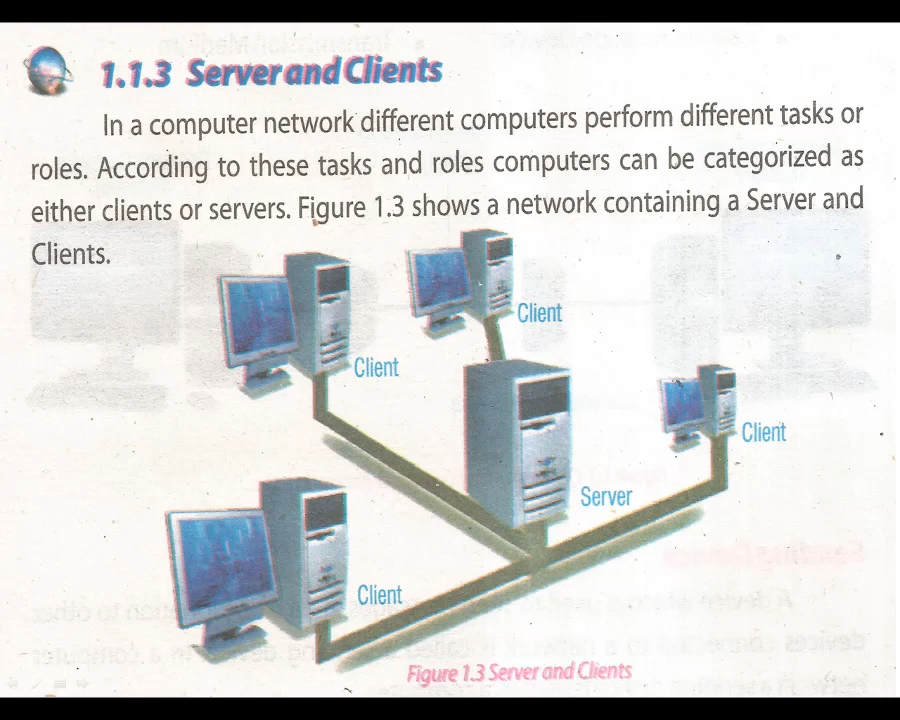 1.1.3 Server and Clients
In a computer network different computers perform different tasks or
roles. According to these tasks and roles computers can be categorized as
either clients or servers. Figure 1.3 shows a network containing a Server and
Clients.
Client
Client
Client
Server
Client
Figure 1.3 Server and Clients